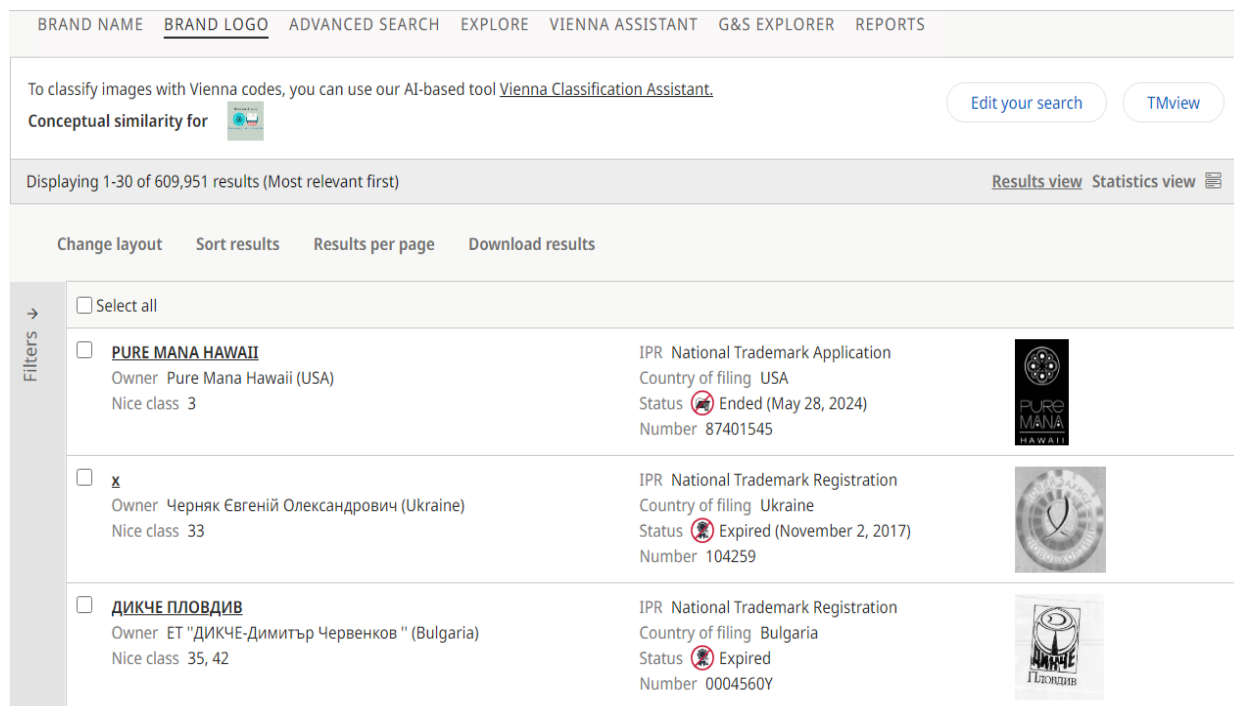 BRAND NAME BRAND LOGO ADVANCED SEARCH EXPLORE VIENNA ASSISTANT G&S EXPLORER REPORTS
To classify images with Vienna codes, you can use our AI-based tool Vienna Classification Assistant.
Conceptual similarity for
Edit your search TMview
Displaying 1-30 of 609,951 results (Most relevant first)
Results view Statistics view
Change layout Sort results Results per page Download results
Filters
Select all
PURE MANA HAWAII
Owner Pure Mana Hawaii (USA)
Nice class 3
IPR National Trademark Application
Country of filing USA
Status Ended (May 28, 2024)
Number 87401545
PURE
MANA
HAWAII
x
Owner Черняк Євгеній Олександрович (Ukraine)
Nice class 33
IPR National Trademark Registration
Country of filing Ukraine
Status Expired (November 2, 2017)
Number 104259
ДИКЧЕ ПЛОВДИВ
Owner ЕТ "ДИКЧЕ-Димитър Червенков " (Bulgaria)
Nice class 35, 42
IPR National Trademark Registration
Country of filing Bulgaria
Status Expired
Number 0004560Y
ДИКЧЕ
Пловдив